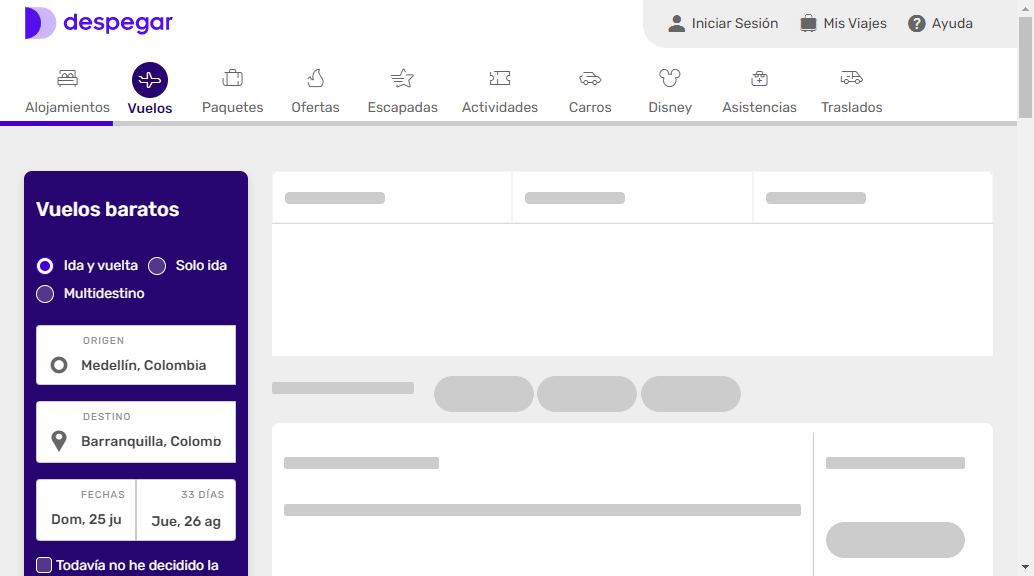 despegar
Iniciar Sesión
Mis Viajes
Ayuda
Alojamientos
Vuelos
Paquetes
Ofertas
Escapadas
Actividades
Carros
Disney
Asistencias
Traslados
Vuelos baratos
Ida y vuelta
Solo ida
Multidestino
ORIGEN
Medellín, Colombia
DESTINO
Barranquilla, Colomb
FECHAS
33 DÍAS
Dom, 25 ju
Jue, 26 ag
Todavía no he decidido la